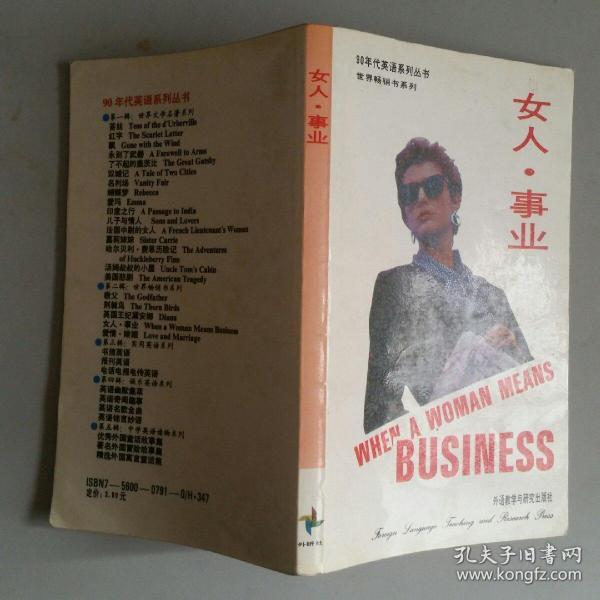 90年代英语系列丛书
●第一辑：世界文学名著系列
苔丝 Tess of the d'Urbervills
红字 The Scarlet Letter
飘 Gone with the Wind
永别了武器 A Farewell to Arms
了不起的盖茨比 The Great Gatsby
双城记 A Tale of Two Cities
名利场 Vanity Fair
蝴蝶梦 Rebecca
爱玛 Emma
印度之行 A Passage to India
儿子与情人 Sons and Lovers
法国中尉的女人 A French Lieutenant's Woman
嘉莉妹妹 Sister Carrie
哈尔贝利·费恩历险记 The Adventures
of Huckleberry Finn
汤姆叔叔的小屋 Uncle Tom's Cabin
美国悲剧 The American Tragedy
●第二辑：世界畅销书系列
教父 The Godfather
荆棘鸟 The Thorn Birds
英国王妃黛安娜 Diana
女人·事业 When a Woman Means Business
爱情·婚姻 Love and Marriage
●第三辑：实用英语系列
书信英语
报刊英语
电话电报电传英语
●第四辑：娱乐英语系列
英语幽默集萃
英语奇闻趣事
英语名歌金曲
英语锦言妙语
●第五辑：中学英语读物系列
优秀外国童话故事集
著名外国冒险故事集
精选外国寓言童话集
ISBN7—5600—0791—0/H·347
定价：3.80元
女人·事业
外研社
90年代英语系列丛书
世界畅销书系列
女人·事业
WHEN A WOMAN MEANS
BUSINESS
外语教学与研究出版社
Foreign Language Teaching and Research Press
孔夫子旧书网
www.kongfz.com